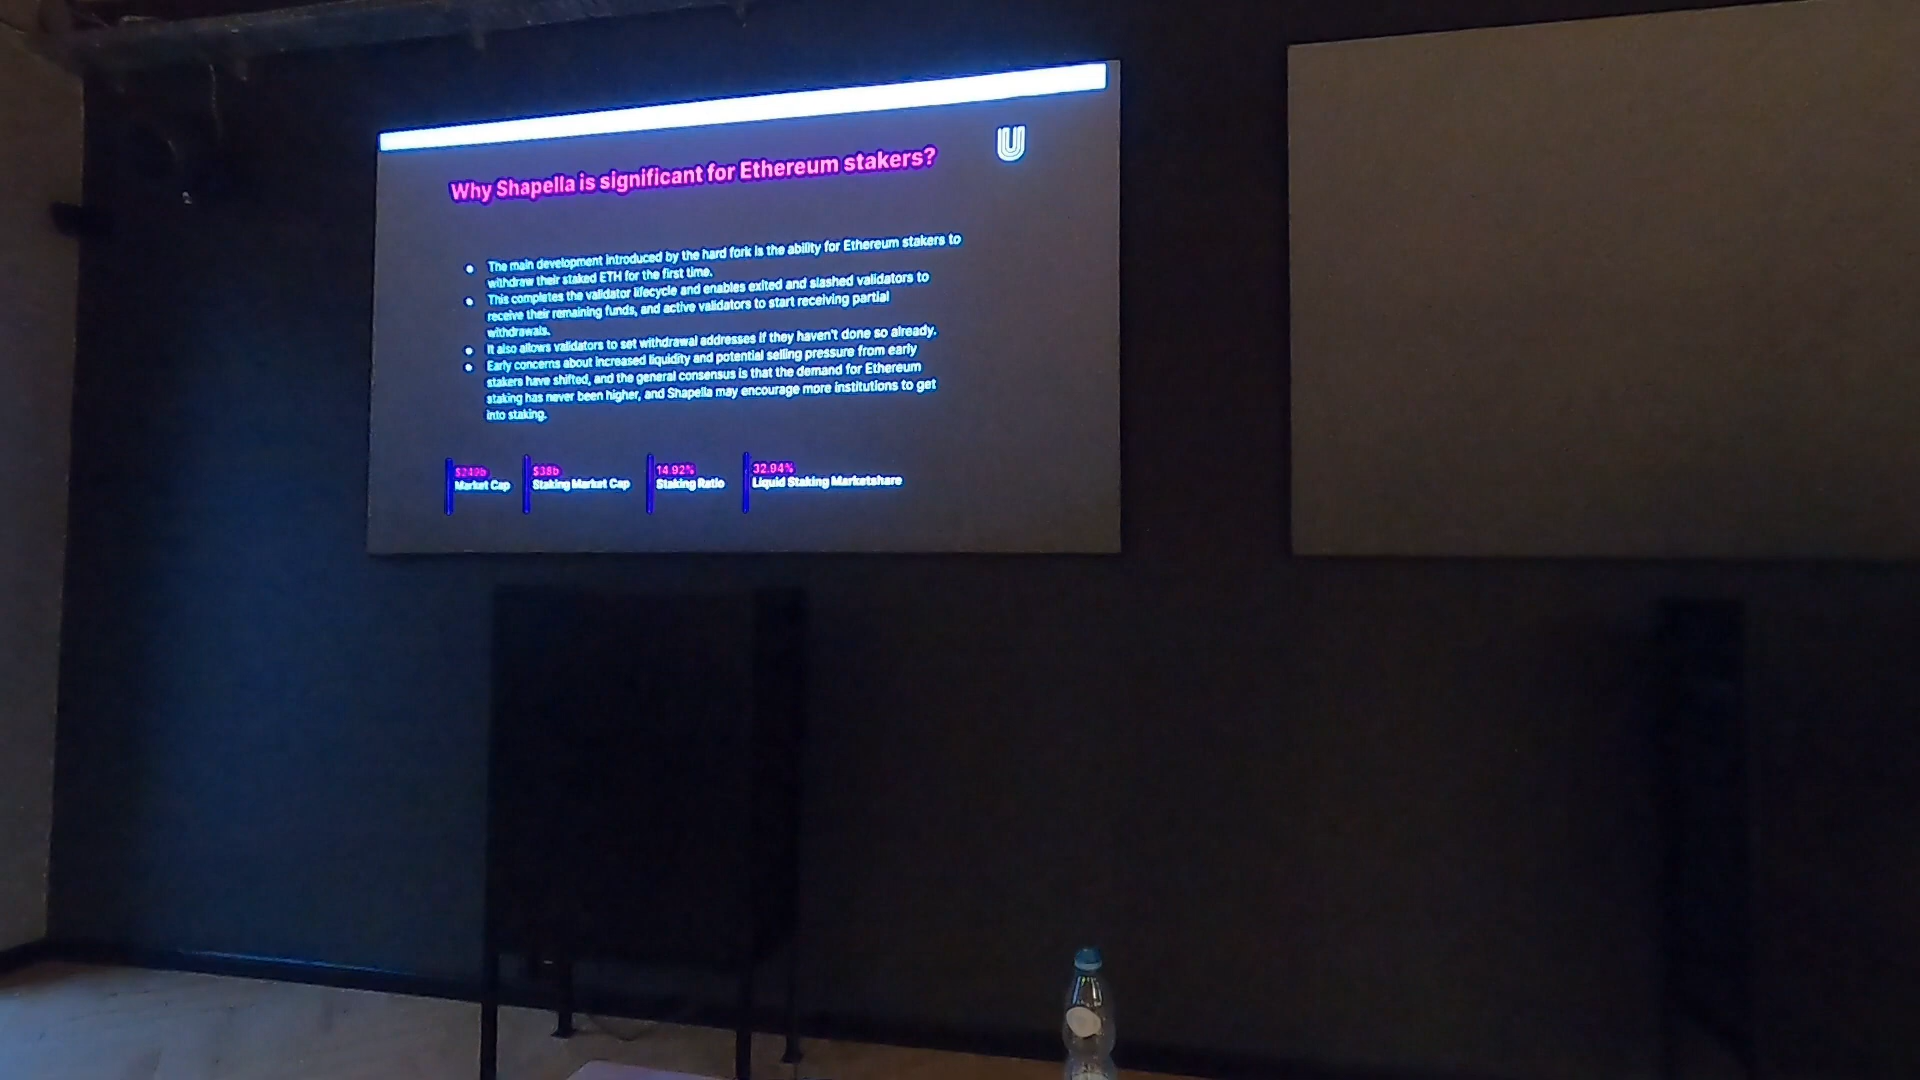 U
Why Shapella is significant for Ethereum stakers?
● The main development introduced by the hard fork is the ability for Ethereum stakers to
withdraw their staked ETH for the first time.
● This completes the validator lifecycle and enables exited and slashed validators to
receive their remaining funds, and active validators to start receiving partial
withdrawals.
● It also allows validators to set withdrawal addresses if they haven't done so already.
● Early concerns about increased liquidity and potential selling pressure from early
stakers have shifted, and the general consensus is that the demand for Ethereum
staking has never been higher, and Shapella may encourage more institutions to get
into staking.
$249b
Market Cap
$38b
Staking Market Cap
14.92%
Staking Ratio
32.94%
Liquid Staking Marketshare